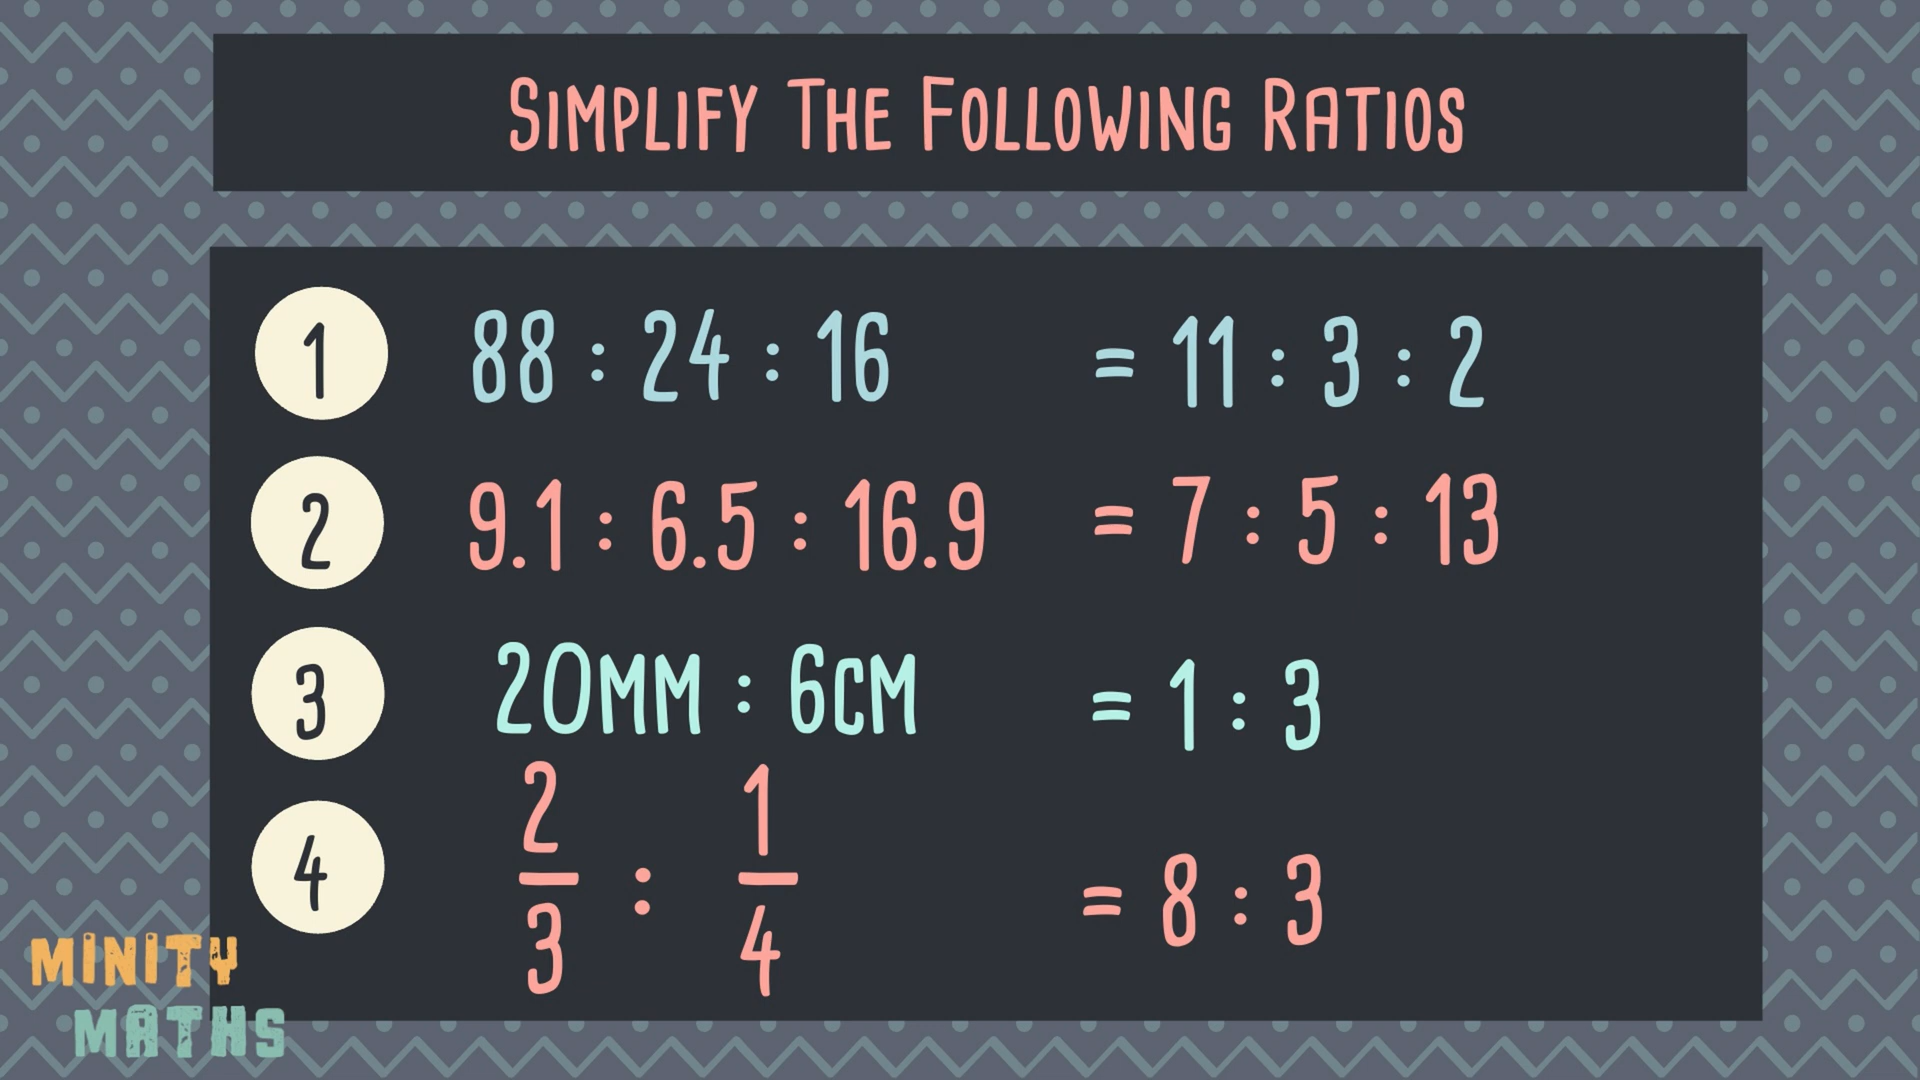 Simplify The Following Ratios
1 88 : 24 : 16 = 11 : 3 : 2
2 9.1 : 6.5 : 16.9 = 7 : 5 : 13
3 20mm : 6cm = 1 : 3
4 2/3 : 1/4 = 8 : 3
MINITY
MATHS